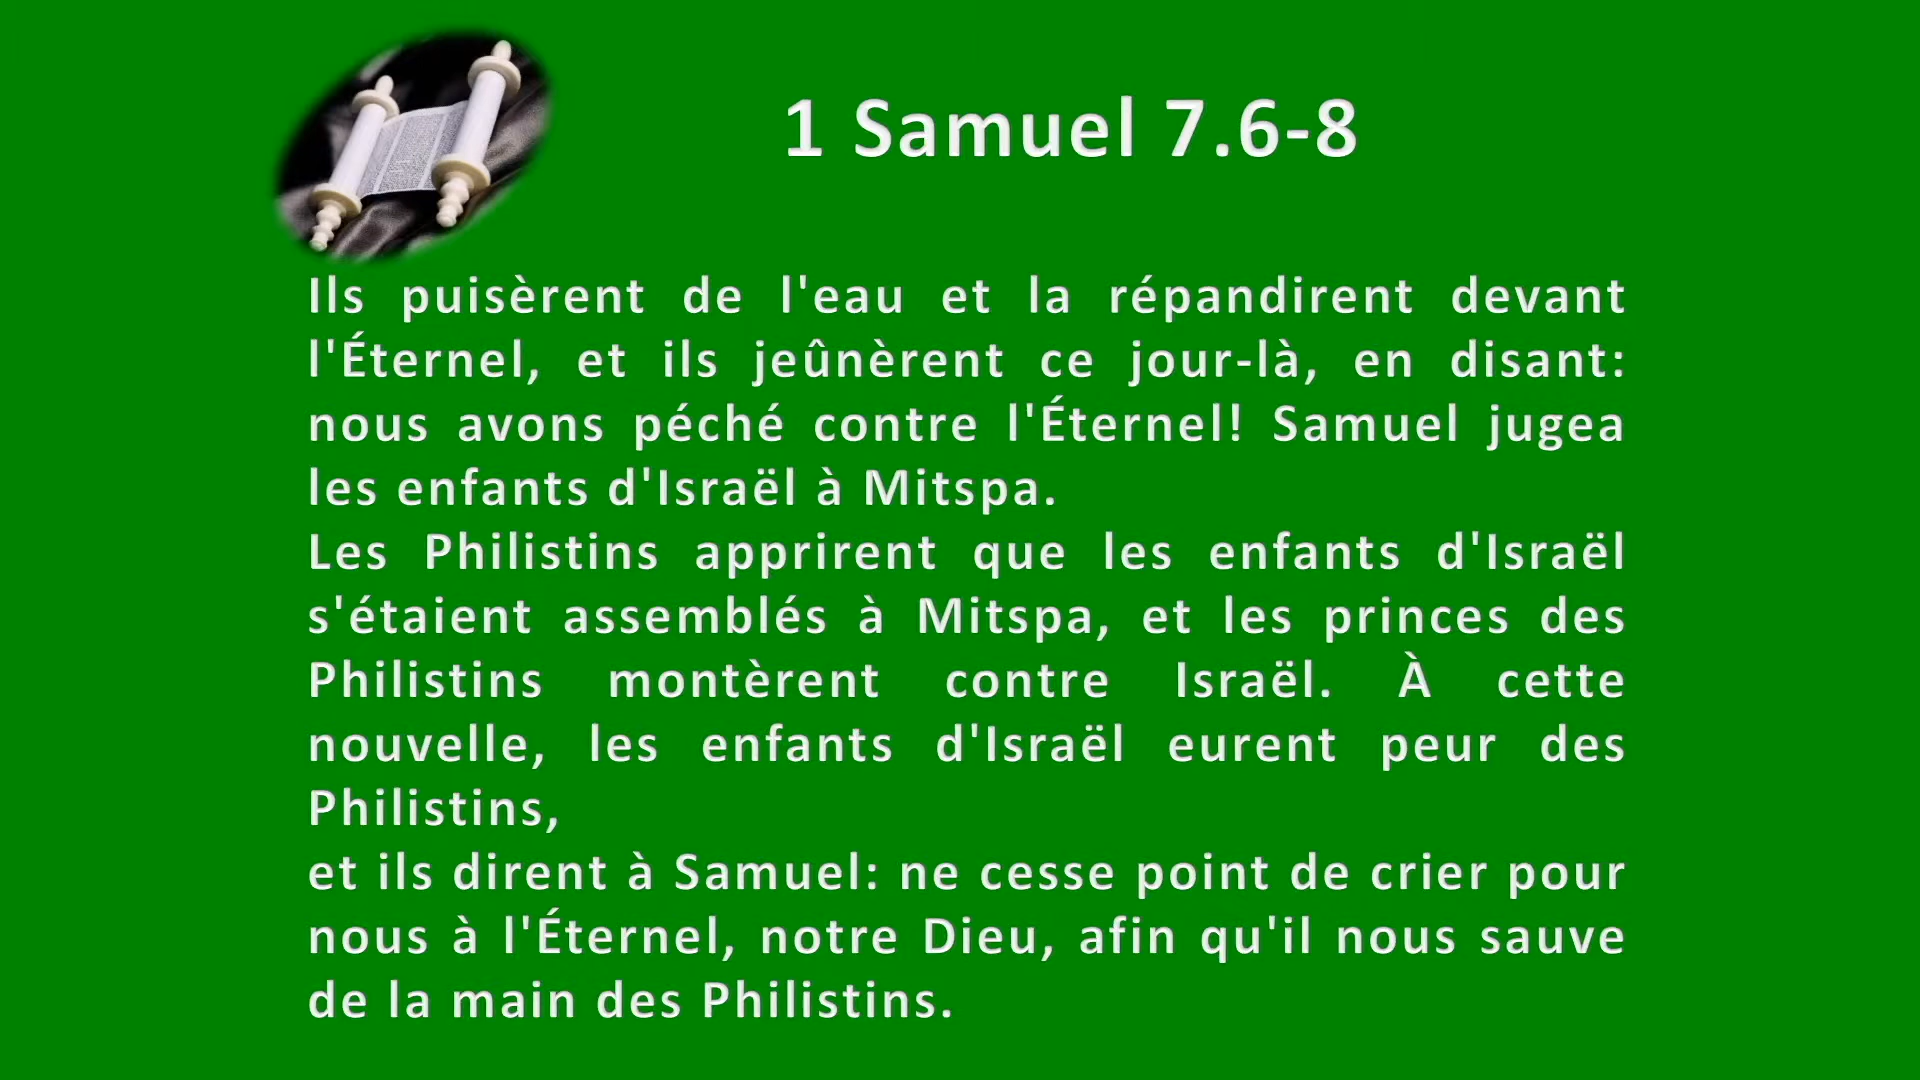 1 Samuel 7.6-8
Ils puisèrent de l'eau et la répandirent devant
l'Éternel, et ils jeûnèrent ce jour-là, en disant:
nous avons péché contre l'Éternel! Samuel jugea
les enfants d'Israël à Mitspa.
Les Philistins apprirent que les enfants d'Israël
s'étaient assemblés à Mitspa, et les princes des
Philistins montèrent contre Israël. À cette
nouvelle, les enfants d'Israël eurent peur des
Philistins,
et ils dirent à Samuel: ne cesse point de crier pour
nous à l'Éternel, notre Dieu, afin qu'il nous sauve
de la main des Philistins.